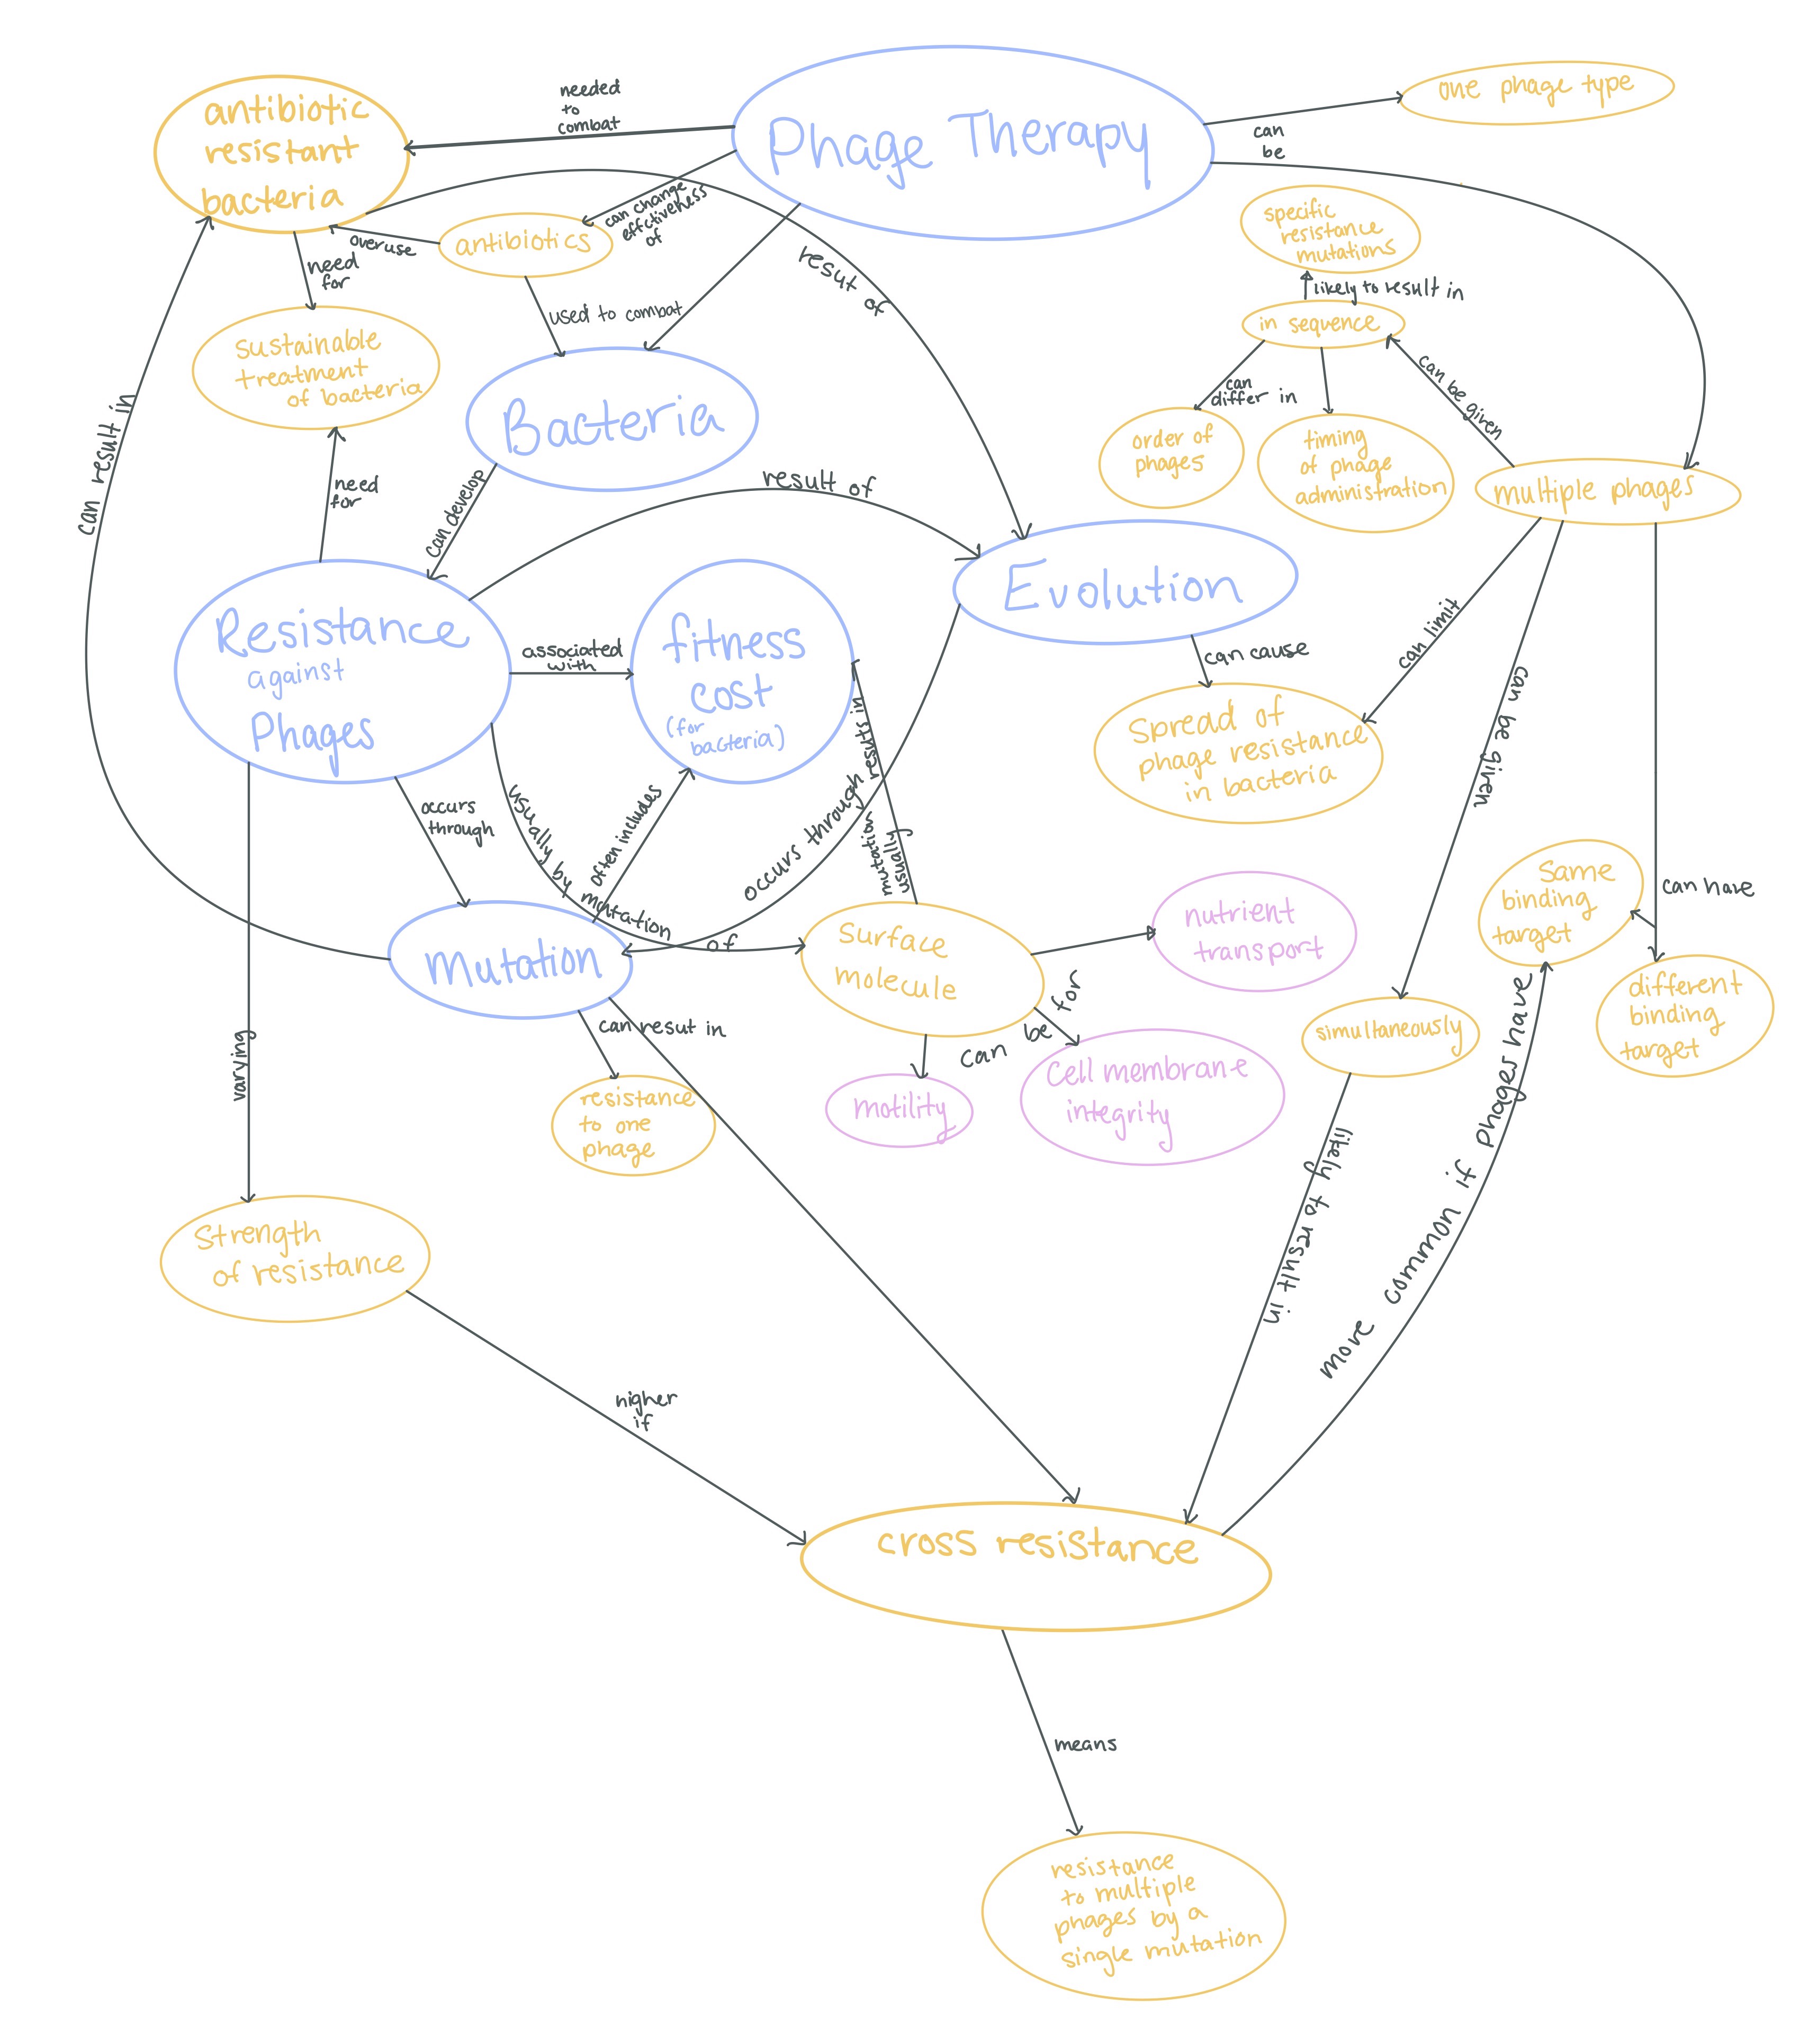 needed
to
combat
Phage Therapy
one phage type
can
be
antibiotic
resistant
bacteria
can change
effctiveness
of
antibiotics
overuse
need
for
used to combat
resut of
specific
resistance
mutations
likely to result in
in sequence
can
differ in
can be given
order of
phages
timing
of phage
administration
multiple phages
sustainable
treatment
of bacteria
can result in
need
for
Bacteria
can develop
result of
Evolution
can cause
can limit
can be given
Resistance
against
Phages
associated
with
fitness
cost
(for
bacteria)
Spread of
phage resistance
in bacteria
occurs
through
usually by mutation of
often includes
occurs through
usually
mutation
results in
Same
binding
target
can have
different
binding
target
mutation
Surface
molecule
nutrient
transport
can be for
motility
Cell membrane
integrity
simultaneously
can resut in
resistance
to one
phage
varying
Strength
of resistance
likely to result in
more common if phages have
higher
if
cross resistance
means
resistance
to multiple
phages by a
single mutation